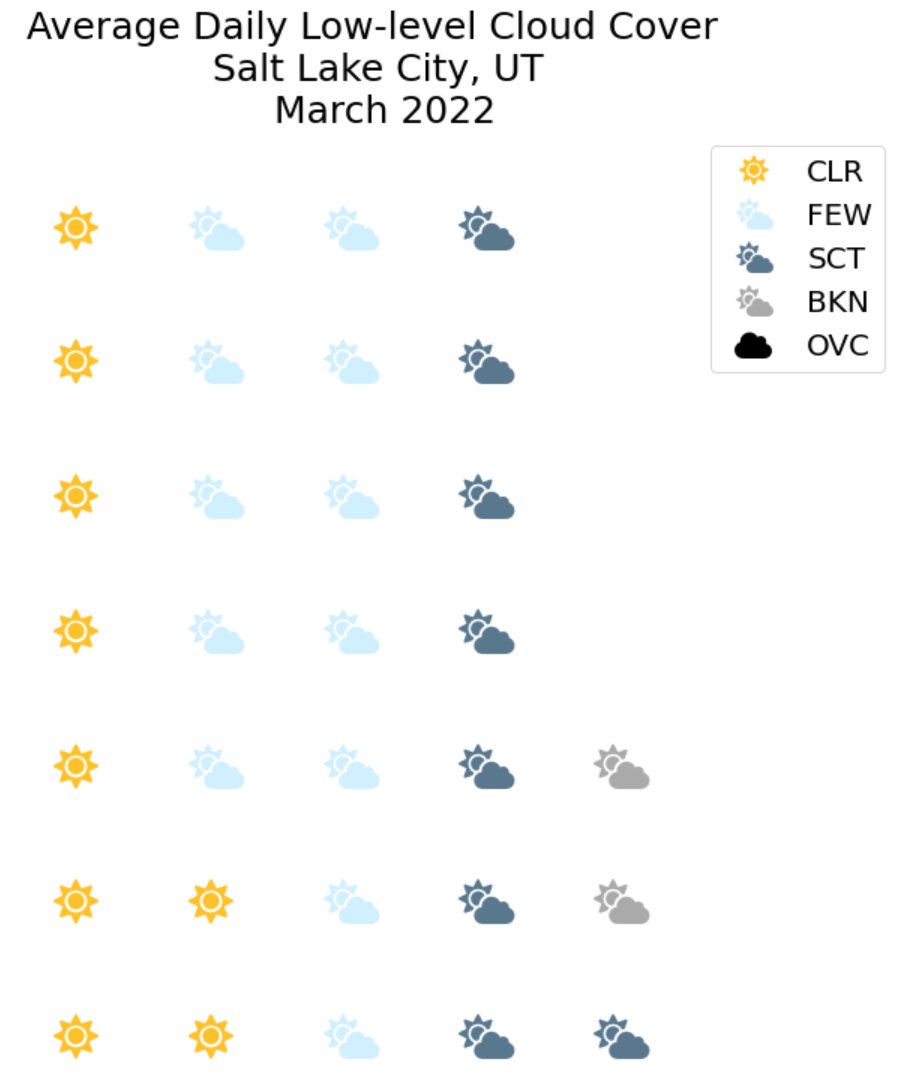 Average Daily Low-level Cloud Cover
Salt Lake City, UT
March 2022
CLR
FEW
SCT
BKN
OVC